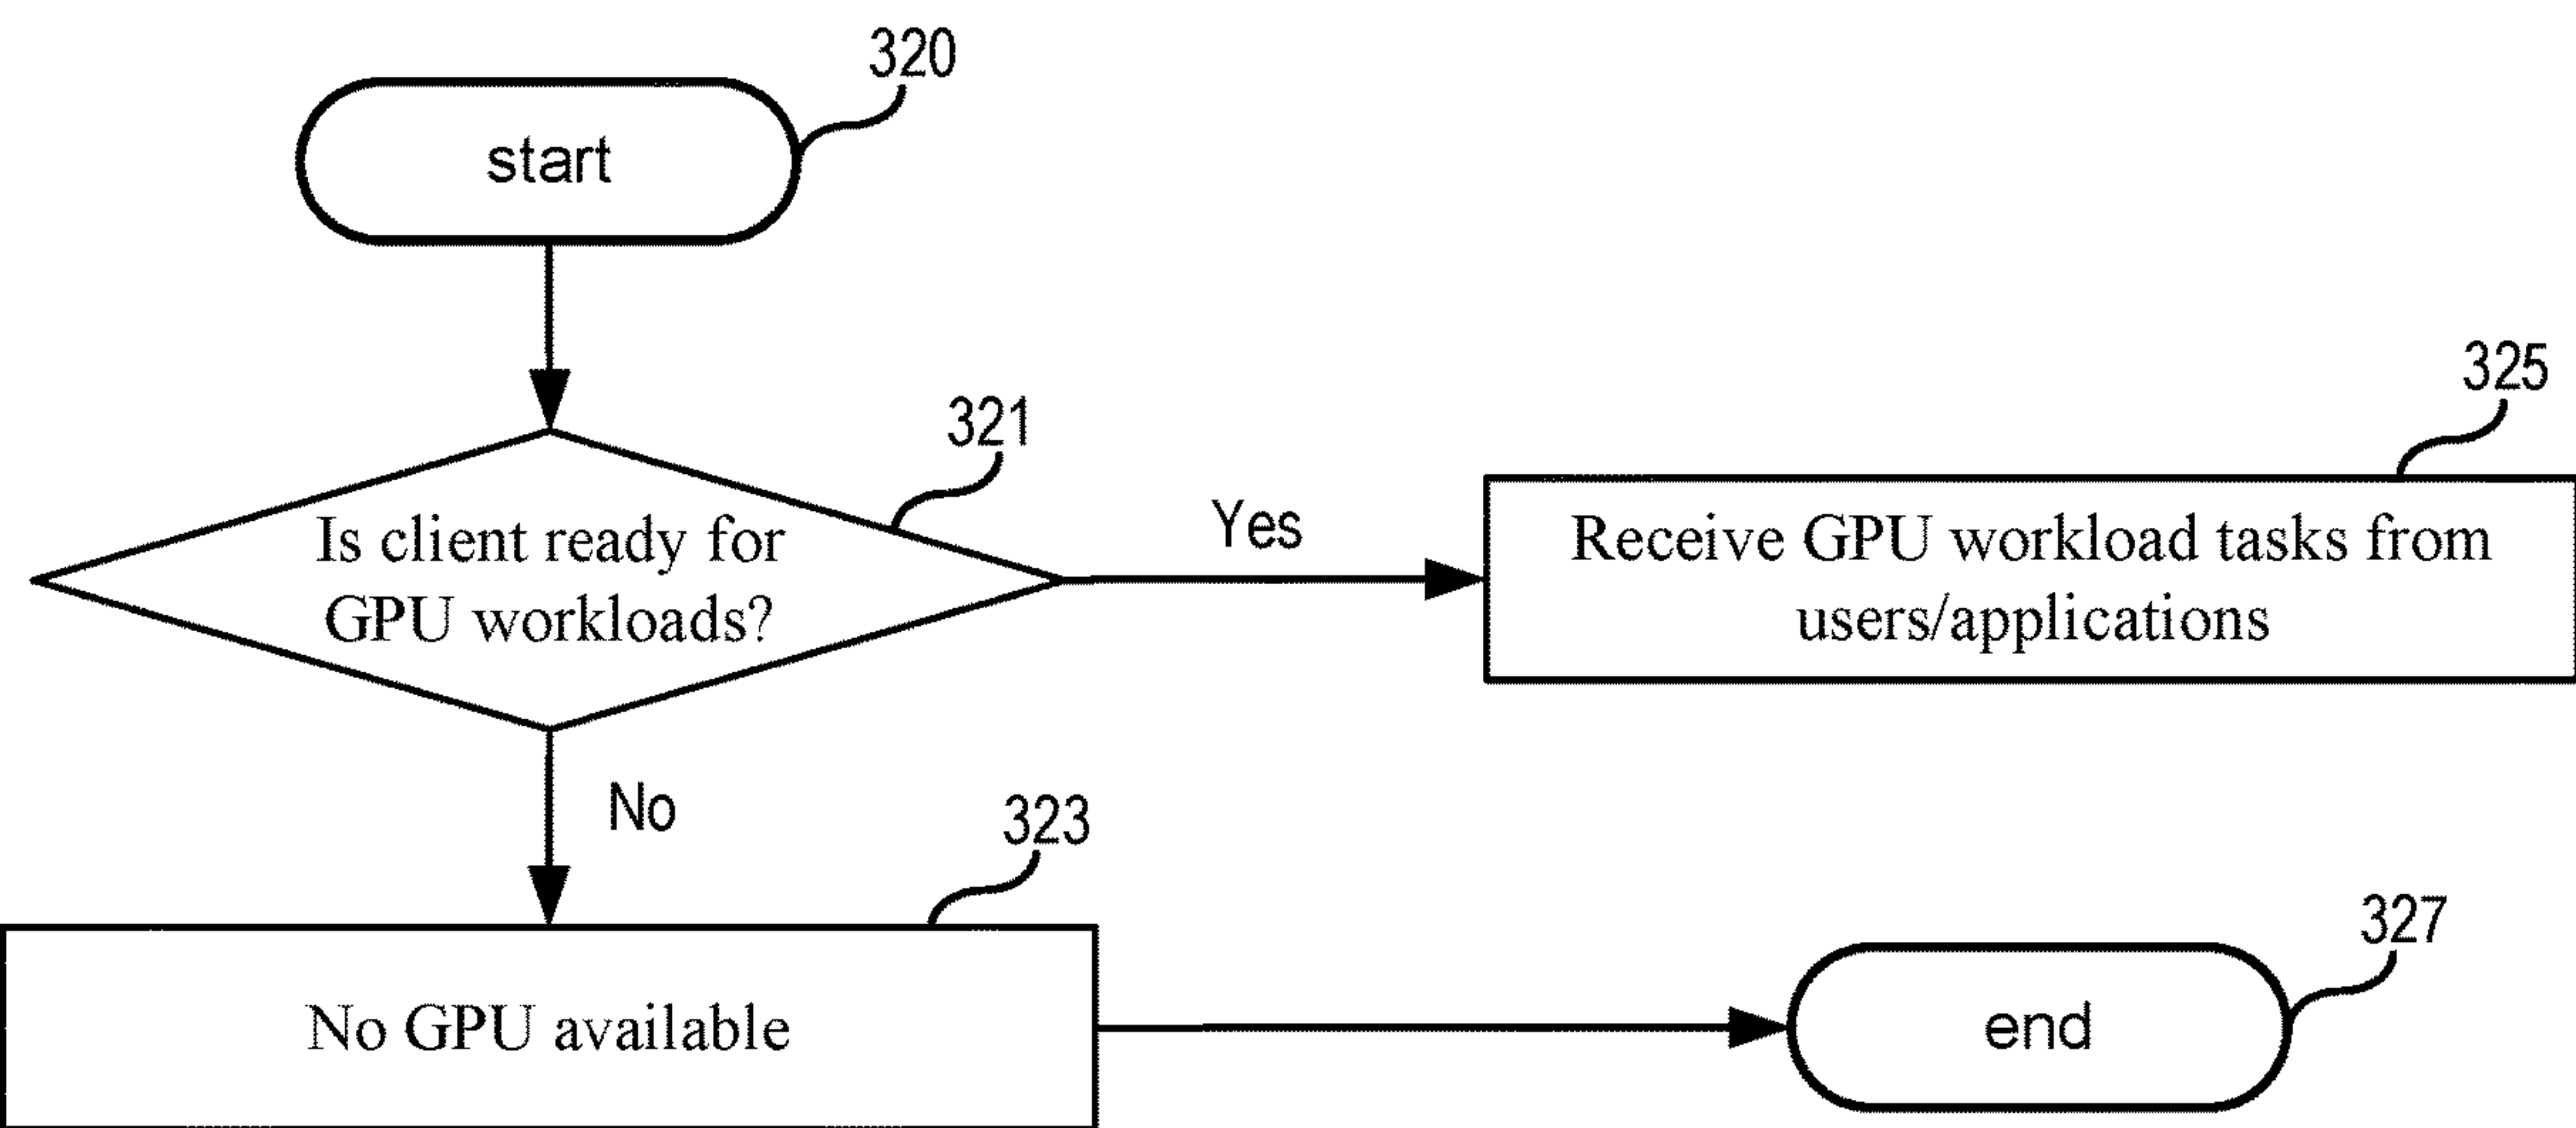 320
start
321
325
Is client ready for
GPU workloads?
Yes
Receive GPU workload tasks from
users/applications
No
323
327
No GPU available
end